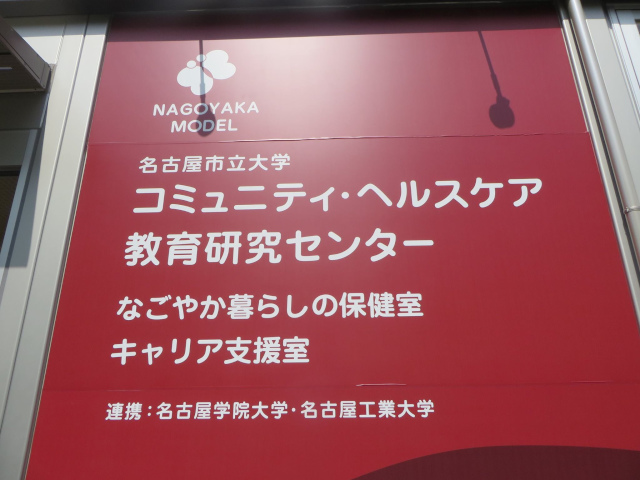 NAGOYAKA
MODEL
名古屋市立大学
コミュニティ・ヘルスケア
教育研究センター
なごやか暮らしの保健室
キャリア支援室
連携：名古屋学院大学・名古屋工業大学